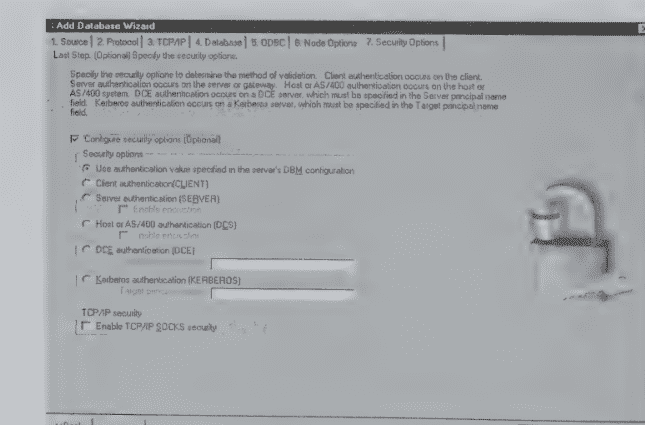 Add Database Wizard
1. Source | 2. Protocol | 3. TCP/IP | 4. Database | 5. ODBC | 6. Node Options 7. Security Options
Last Step. (Optional) Specify the security options.
Specify the security options to determine the method of validation. Client authentication occurs on the client.
Server authentication occurs on the server or gateway. Host or AS/400 authentication occurs on the host or
AS/400 system. DCE authentication occurs on a DCE server, which must be specified in the Server principal name
field. Kerberos authentication occurs on a Kerberos server, which must be specified in the Target principal name
field.
Configure security options (Optional)
Security options
Use authentication value specified in the server's DBM configuration
Client authentication(CLIENT)
Server authentication (SERVER)
Enable encryption
Host or AS/400 authentication (DCS)
DCE authentication (DCE)
Kerberos authentication (KERBEROS)
Target
TCP/IP security
Enable TCP/IP SOCKS security